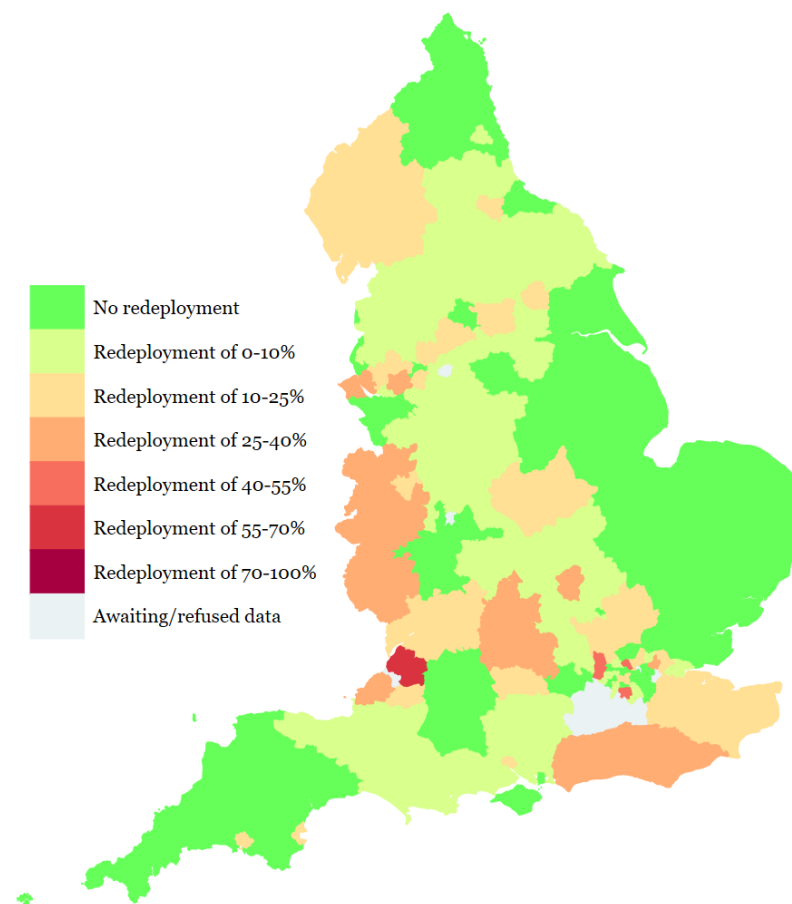 No redeployment
Redeployment of 0-10%
Redeployment of 10-25%
Redeployment of 25-40%
Redeployment of 40-55%
Redeployment of 55-70%
Redeployment of 70-100%
Awaiting/refused data